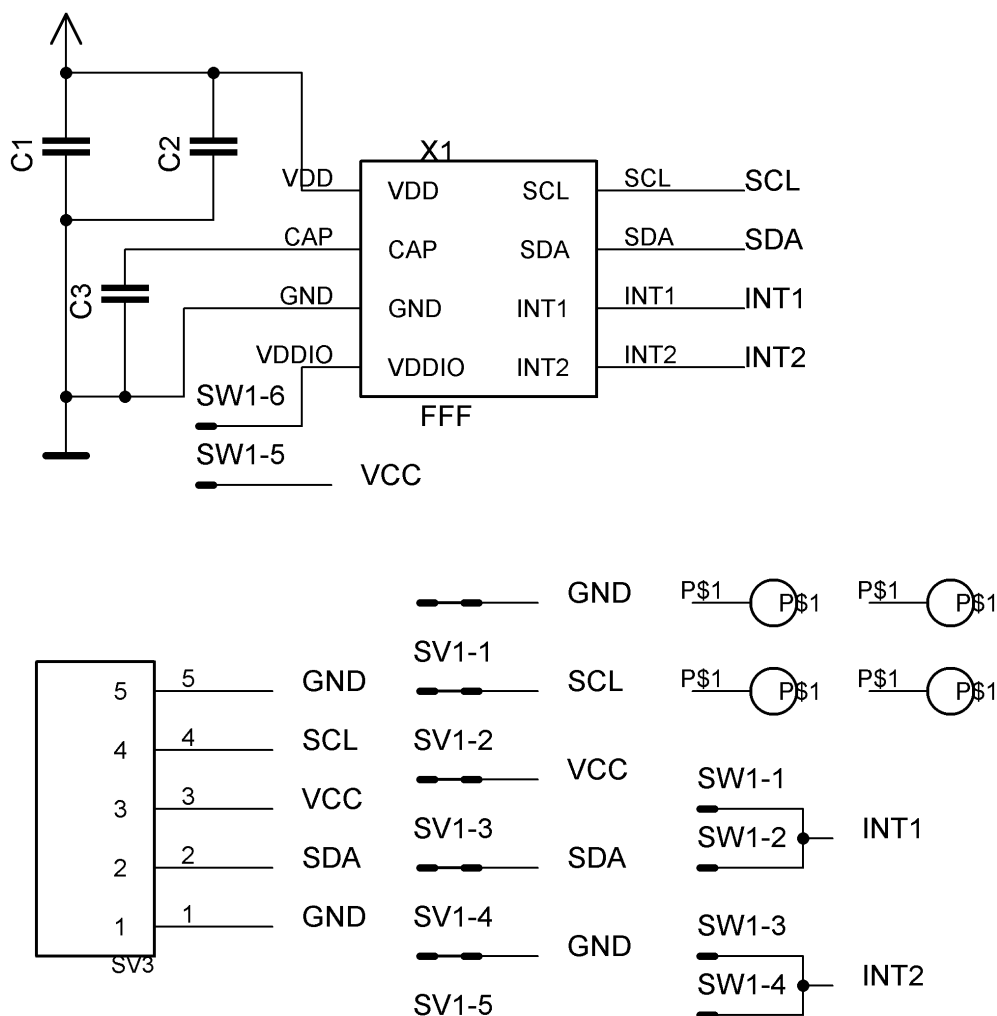 C1
C2
X1
VDD
VDD
SCL
SCL
SCL
CAP
CAP
SDA
SDA
SDA
C3
GND
GND
INT1
INT1
INT1
VDDIO
VDDIO
INT2
INT2
INT2
SW1-6
FFF
SW1-5
VCC
GND
P$1
P$1
P$1
P$1
SV1-1
5
5
GND
SCL
P$1
P$1
P$1
P$1
4
4
SCL
SV1-2
VCC
SW1-1
3
3
VCC
SV1-3
SW1-2
INT1
2
2
SDA
SDA
1
1
GND
SV1-4
SW1-3
GND
SV3
SW1-4
INT2
SV1-5